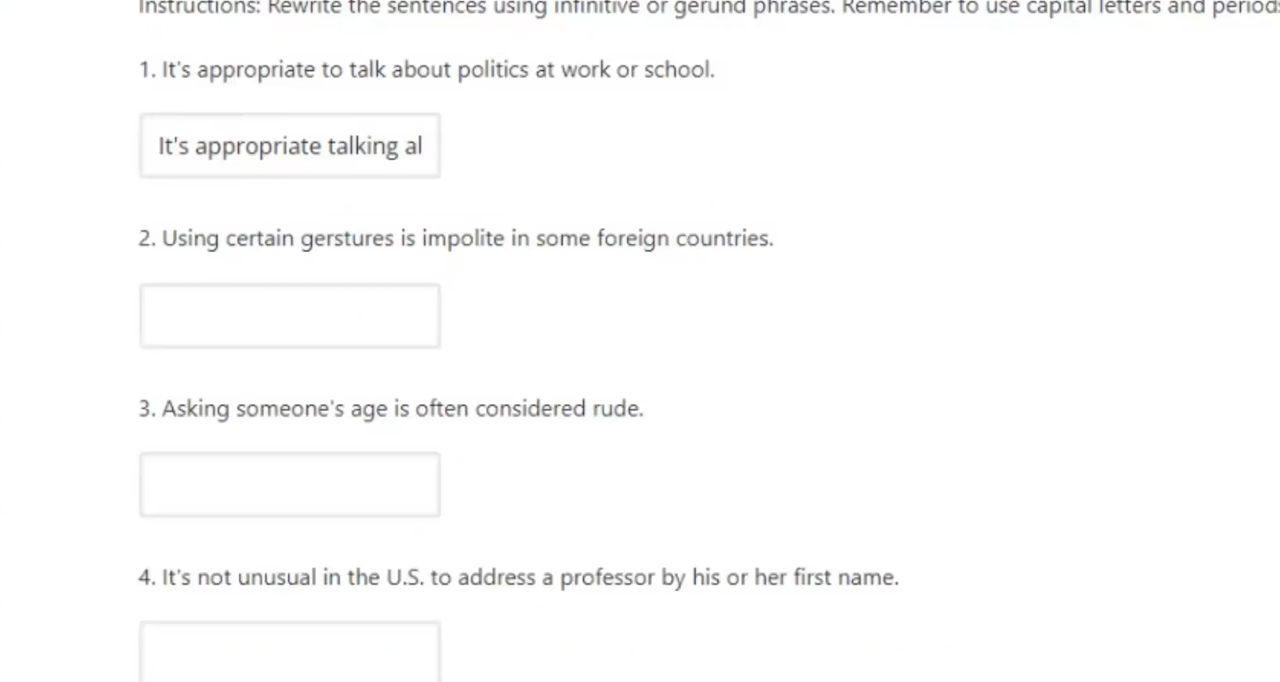 Instructions: Rewrite the sentences using infinitive or gerund phrases. Remember to use capital letters and periods
1. It's appropriate to talk about politics at work or school.
It's appropriate talking al
2. Using certain gerstures is impolite in some foreign countries.
3. Asking someone's age is often considered rude.
4. It's not unusual in the U.S. to address a professor by his or her first name.